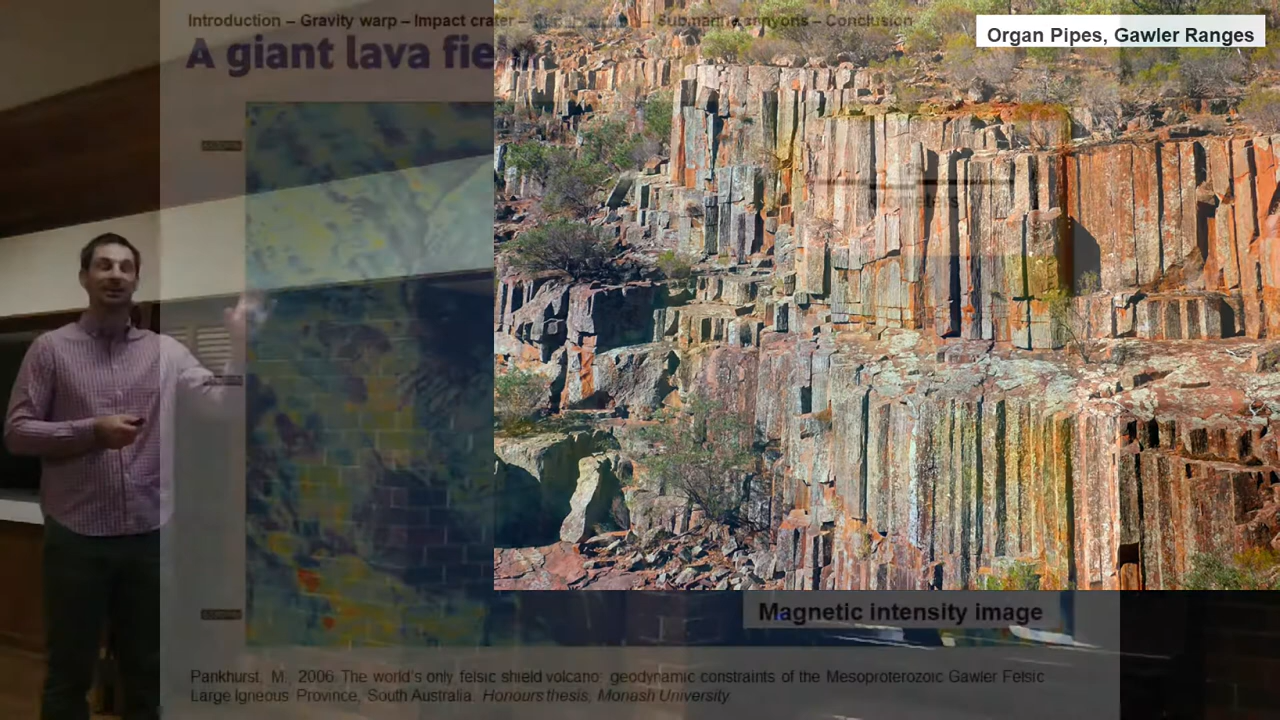 Introduction – Gravity warp – Impact crater – – Submarine canyons – Conclusion
A giant lava fie
Organ Pipes, Gawler Ranges
Magnetic intensity image
Pankhurst, M., 2006 The world's only felsic shield volcano: geodynamic constraints of the Mesoproterozoic Gawler Felsic
Large Igneous Province, South Australia. Honours thesis, Monash University